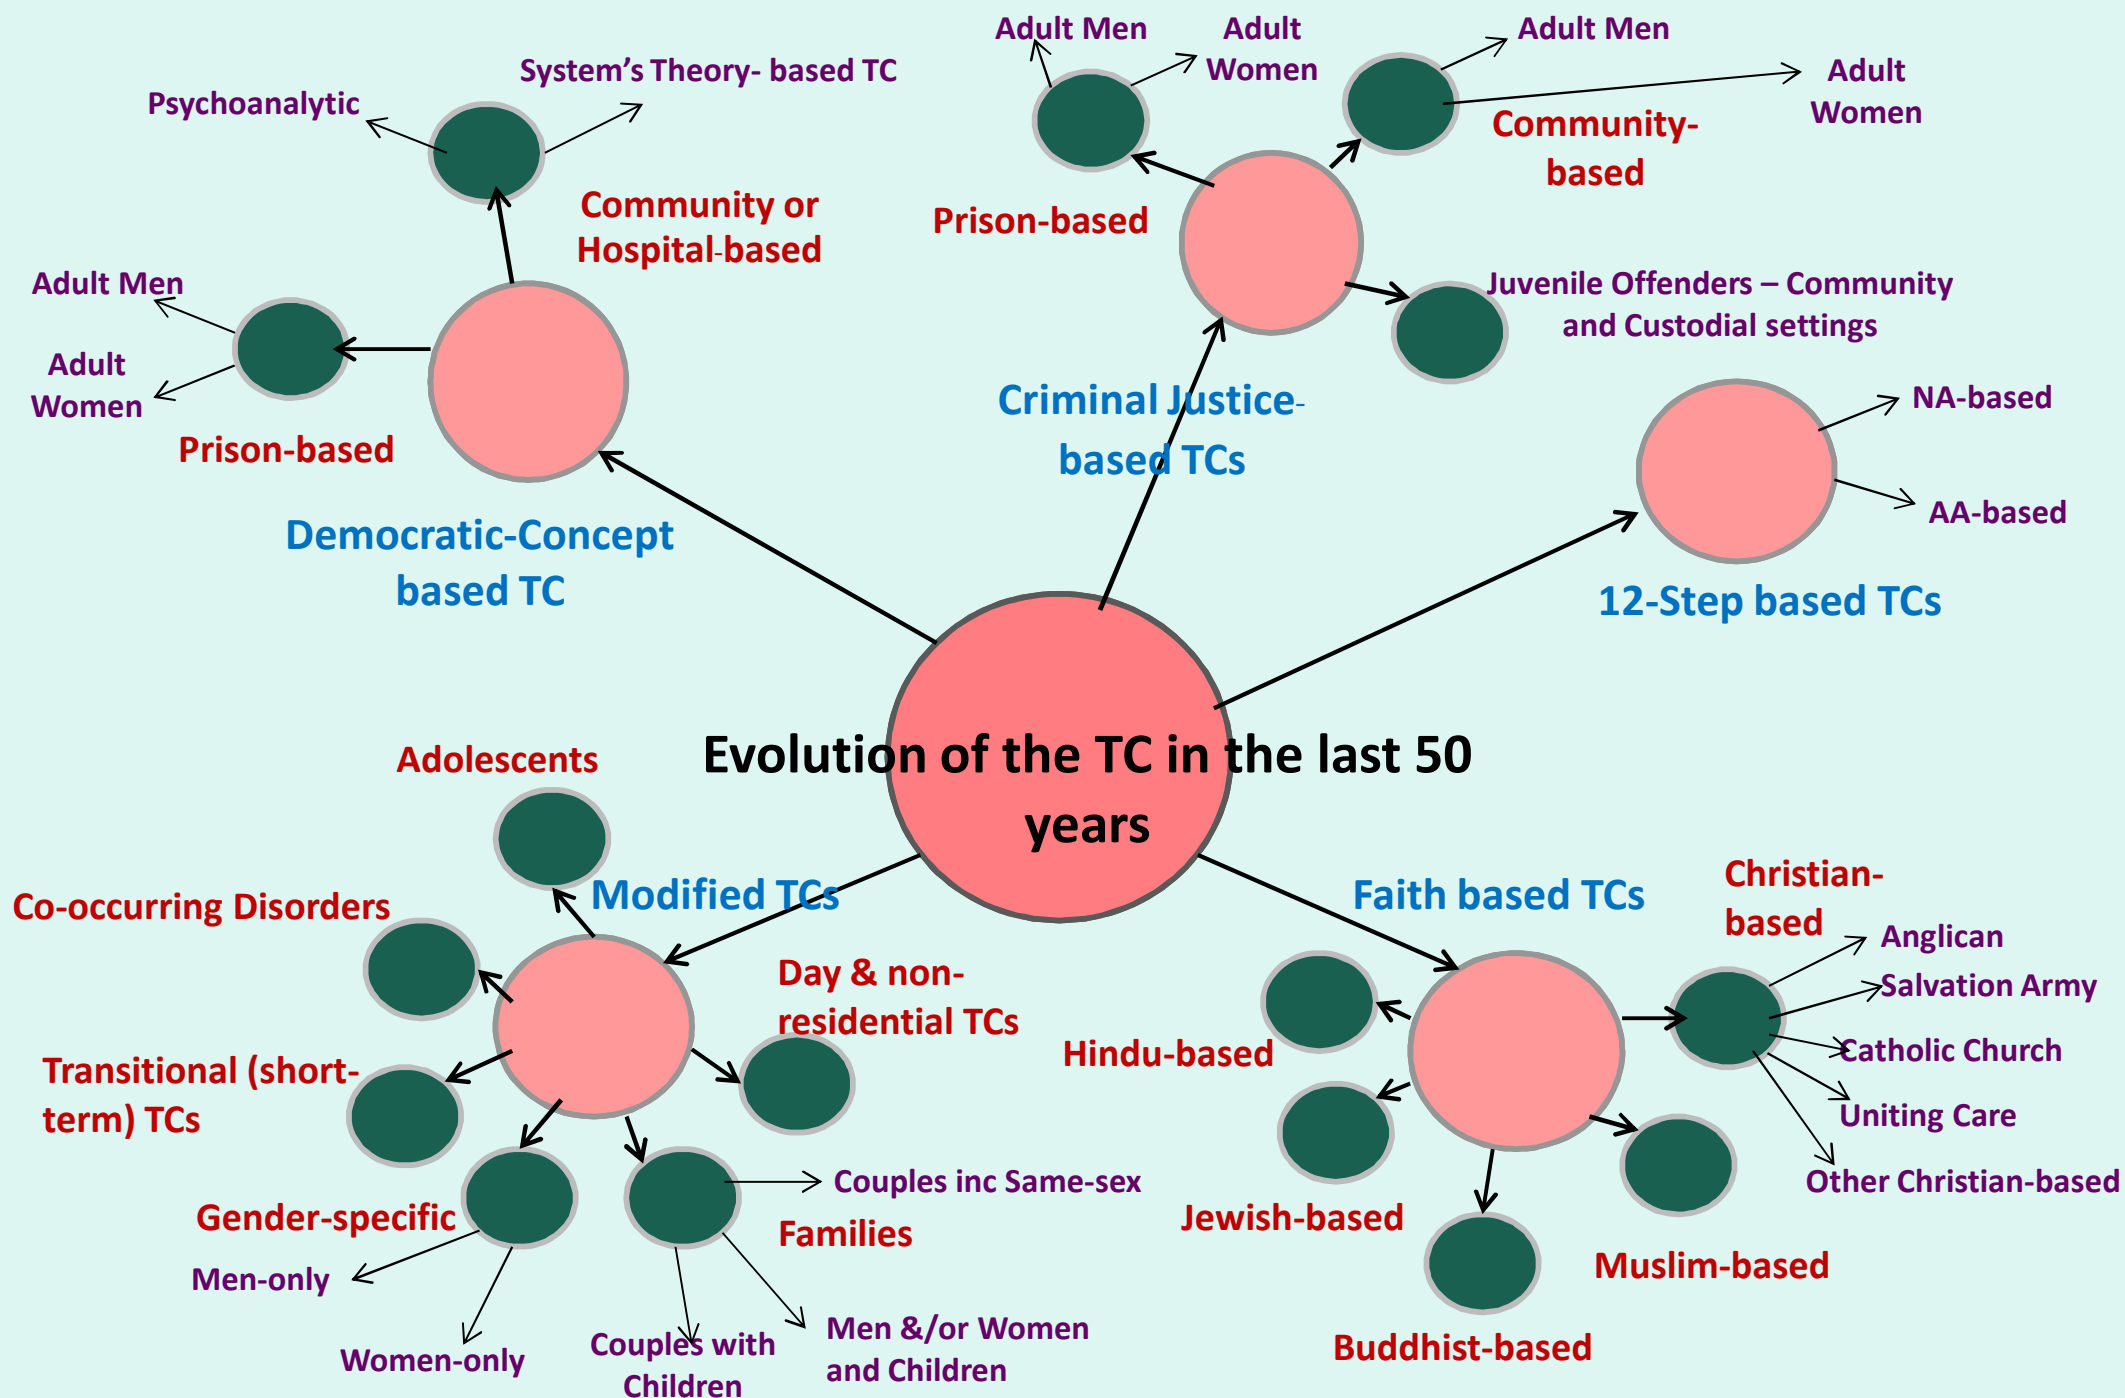 Adult Men
Adult
Women
Adult Men
Adult
Women
System’s Theory- based TC
Psychoanalytic
Community-
based
Community or
Hospital-based
Prison-based
Adult Men
Adult
Women
Prison-based
Juvenile Offenders – Community
and Custodial settings
Criminal Justice-
based TCs
NA-based
AA-based
Democratic-Concept
based TC
12-Step based TCs
Evolution of the TC in the last 50
years
Adolescents
Modified TCs
Faith based TCs
Co-occurring Disorders
Christian-
based
Anglican
Salvation Army
Catholic Church
Uniting Care
Other Christian-based
Day & non-
residential TCs
Hindu-based
Transitional (short-
term) TCs
Couples inc Same-sex
Gender-specific
Families
Jewish-based
Muslim-based
Men-only
Women-only
Couples with
Children
Men &/or Women
and Children
Buddhist-based